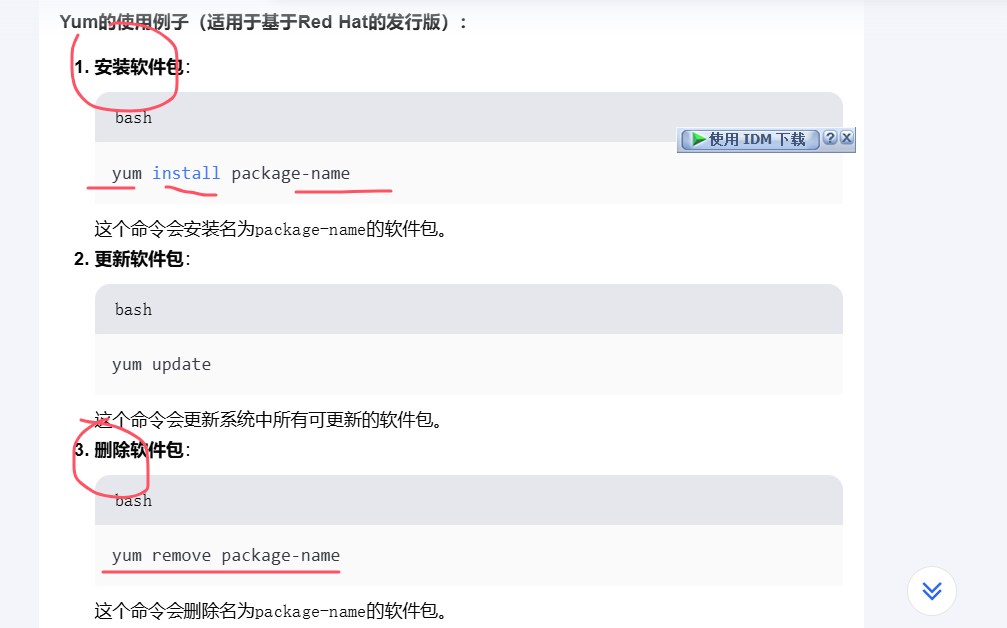 Yum的使用例子（适用于基于Red Hat的发行版）：
1. 安装软件包：
bash
使用 IDM 下载 ? X
yum install package-name
这个命令会安装名为package-name的软件包。
2. 更新软件包：
bash
yum update
这个命令会更新系统中所有可更新的软件包。
3. 删除软件包：
bash
yum remove package-name
这个命令会删除名为package-name的软件包。